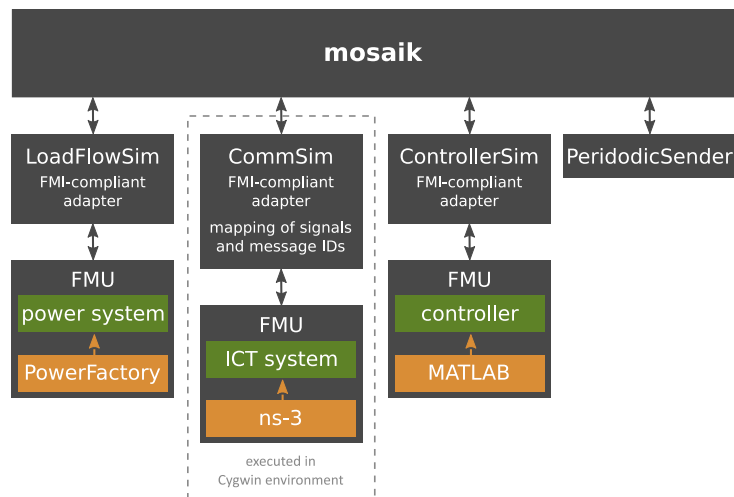 mosaik
LoadFlowSim
FMI-compliant
adapter
CommSim
FMI-compliant
adapter
mapping of signals
and message IDs
ControllerSim
FMI-compliant
adapter
PeridodicSender
FMU
power system
PowerFactory
FMU
ICT system
ns-3
FMU
controller
MATLAB
executed in
Cygwin environment